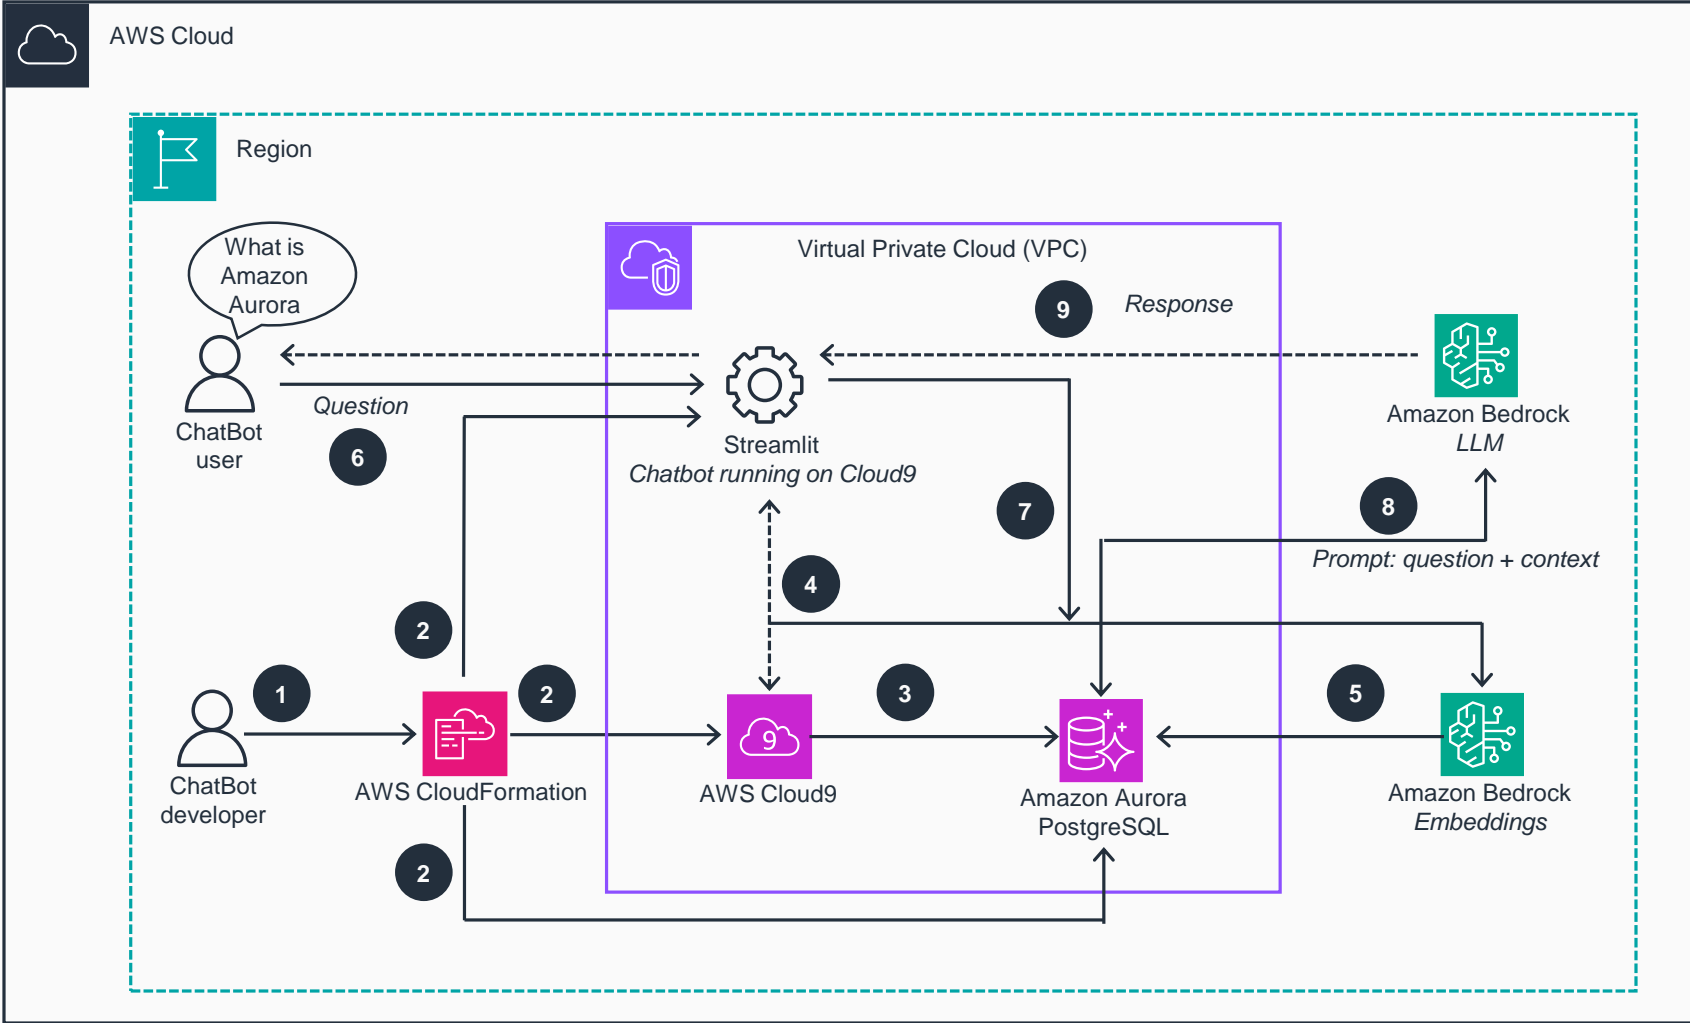 AWS Cloud
Region
What is
Amazon
Aurora
Virtual Private Cloud (VPC)
9
Response
Question
6
ChatBot
user
Streamlit
Chatbot running on Cloud9
Amazon Bedrock
LLM
7
8
Prompt: question + context
4
2
1
2
3
5
ChatBot
developer
AWS CloudFormation
9
AWS Cloud9
Amazon Aurora
PostgreSQL
Amazon Bedrock
Embeddings
2